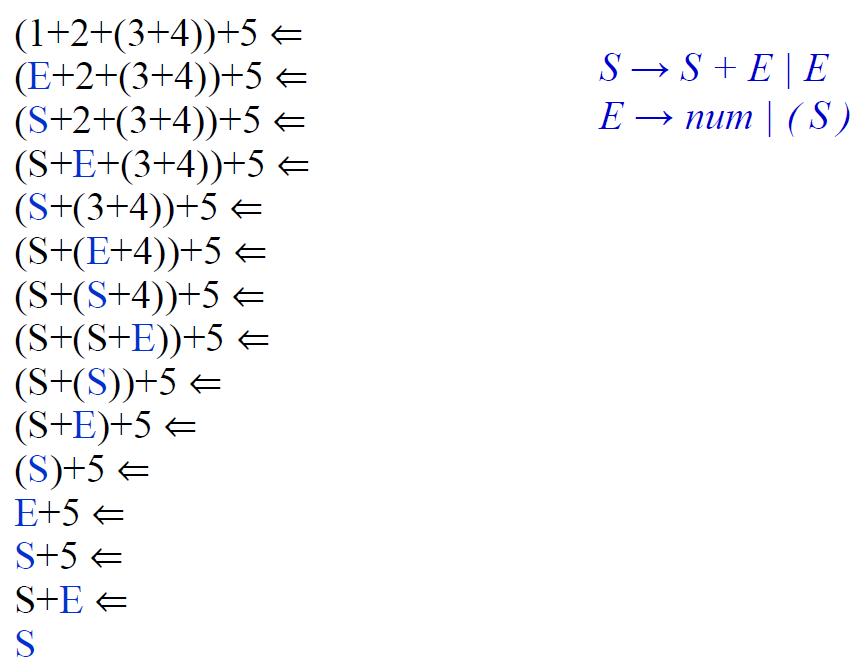 (1+2+(3+4))+5 ⇐
(E+2+(3+4))+5 ⇐
(S+2+(3+4))+5 ⇐
(S+E+(3+4))+5 ⇐
(S+(3+4))+5 ⇐
(S+(E+4))+5 ⇐
(S+(S+4))+5 ⇐
(S+(S+E))+5 ⇐
(S+(S))+5 ⇐
(S+E)+5 ⇐
(S)+5 ⇐
E+5 ⇐
S+5 ⇐
S+E ⇐
S
S → S + E | E
E → num | ( S )